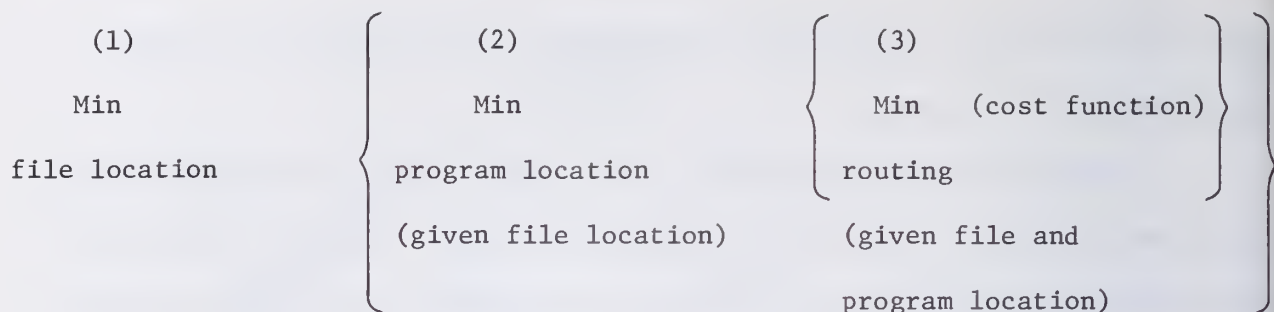 (1) (2) (3)
Min Min Min (cost function)
file location program location routing
(given file location) (given file and
program location)